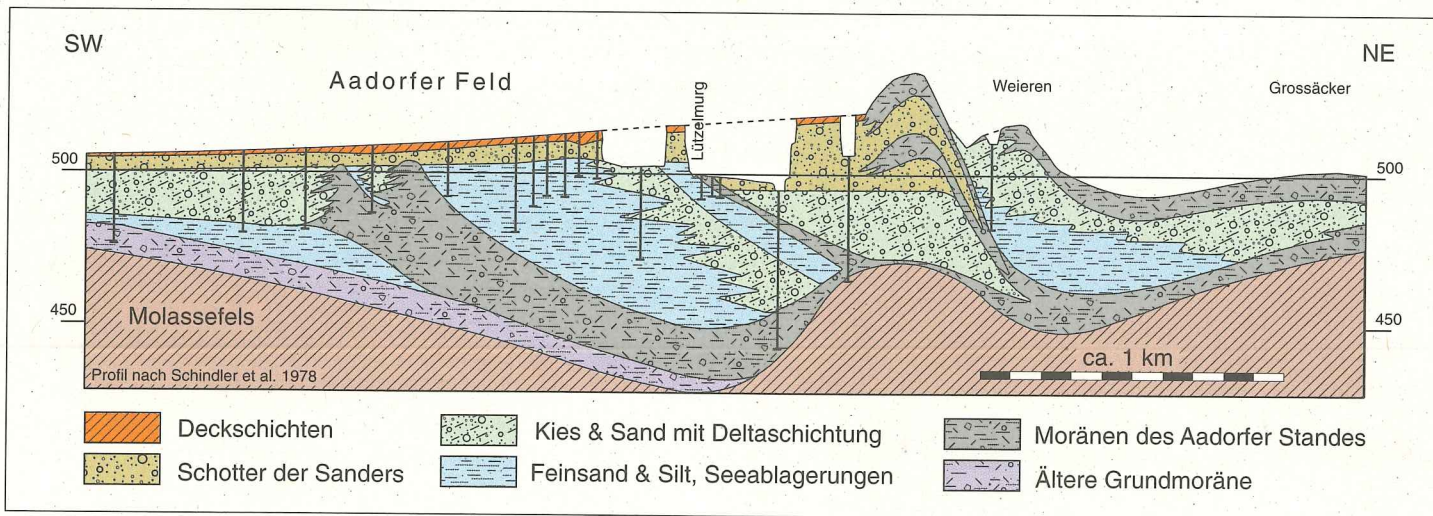 SW
NE
Aadorfer Feld
Lützelmurg
Weieren
Grossäcker
500
500
450
450
Molassefels
ca. 1 km
Profil nach Schindler et al. 1978
Deckschichten
Kies & Sand mit Deltaschichtung
Moränen des Aadorfer Standes
Schotter der Sanders
Feinsand & Silt, Seeablagerungen
Ältere Grundmoräne